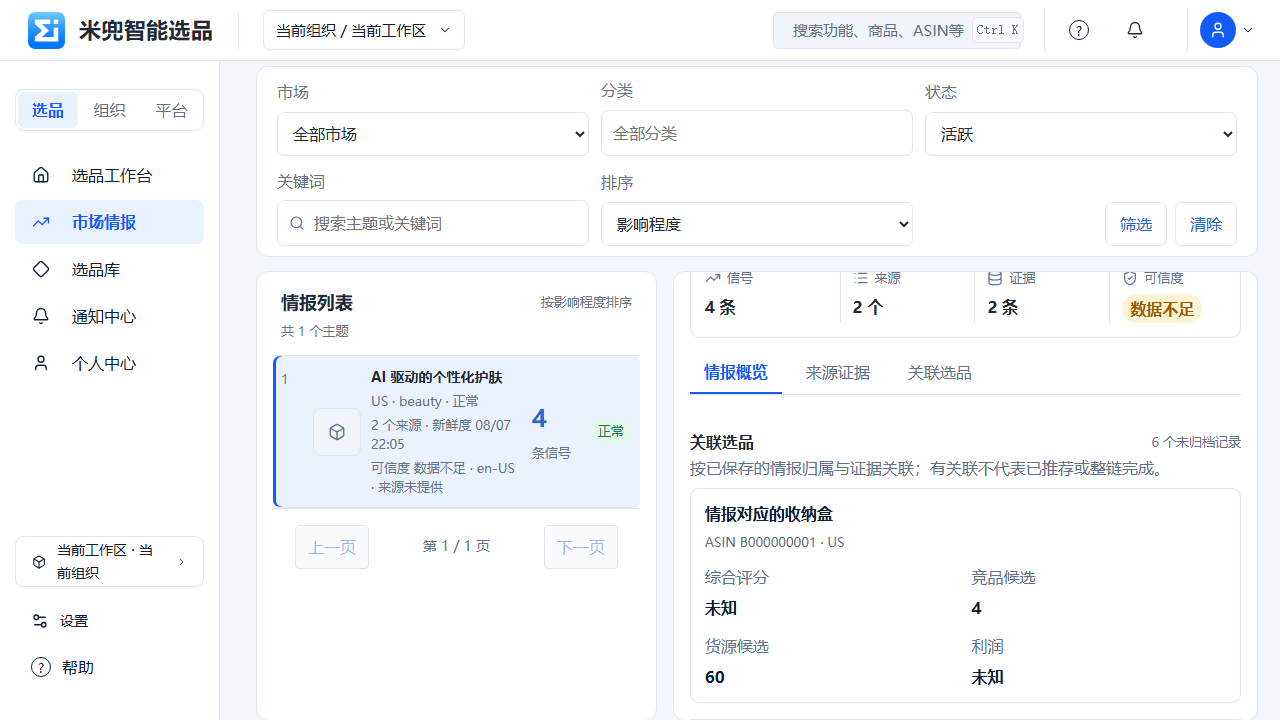 米兜智能选品
当前组织 / 当前工作区
搜索功能、商品、ASIN等 Ctrl K
选品 组织 平台
选品工作台
市场情报
选品库
通知中心
个人中心
当前工作区 · 当
前组织
设置
帮助
市场 分类 状态
全部市场 全部分类 活跃
关键词 排序
搜索主题或关键词 影响程度 筛选 清除
情报列表 按影响程度排序
共 1 个主题
1
AI 驱动的个性化护肤
US · beauty · 正常
2 个来源 · 新鲜度 08/07
22:05
可信度 数据不足 · en-US
· 来源未提供
4
条信号
正常
上一页 第 1 / 1 页 下一页
信号 来源 证据 可信度
4 条 2 个 2 条 数据不足
情报概览 来源证据 关联选品
关联选品 6 个未归档记录
按已保存的情报归属与证据关联；有关联不代表已推荐或整链完成。
情报对应的收纳盒
ASIN B000000001 · US
综合评分 竞品候选
未知 4
货源候选 利润
60 未知